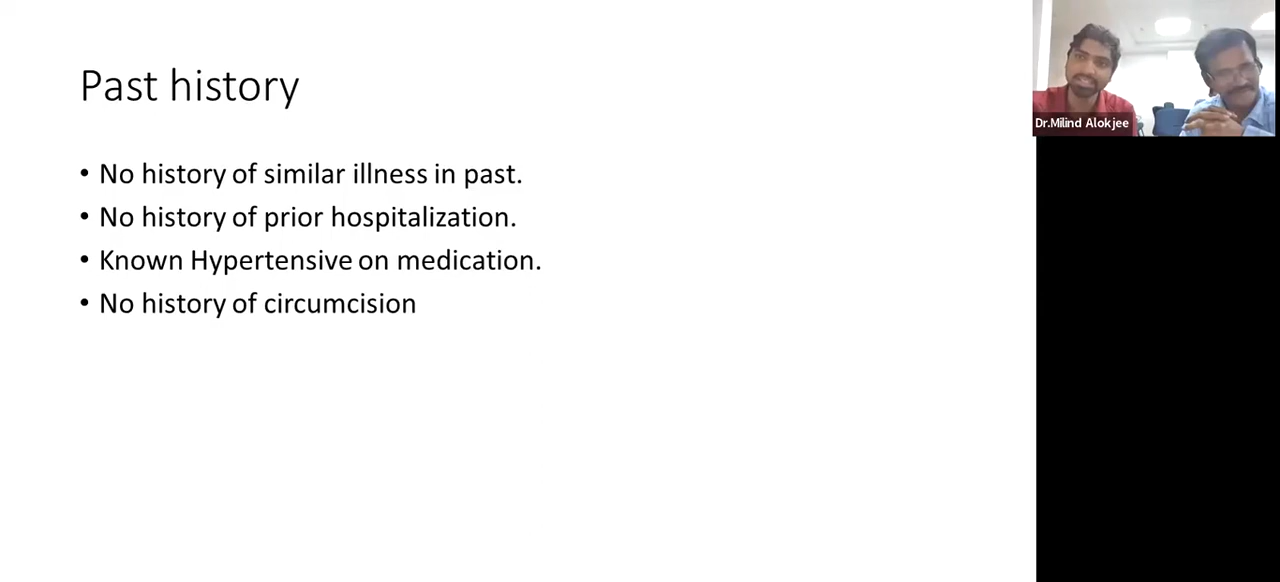 Past history
• No history of similar illness in past.
• No history of prior hospitalization.
• Known Hypertensive on medication.
• No history of circumcision
Dr.Milind Alokjee